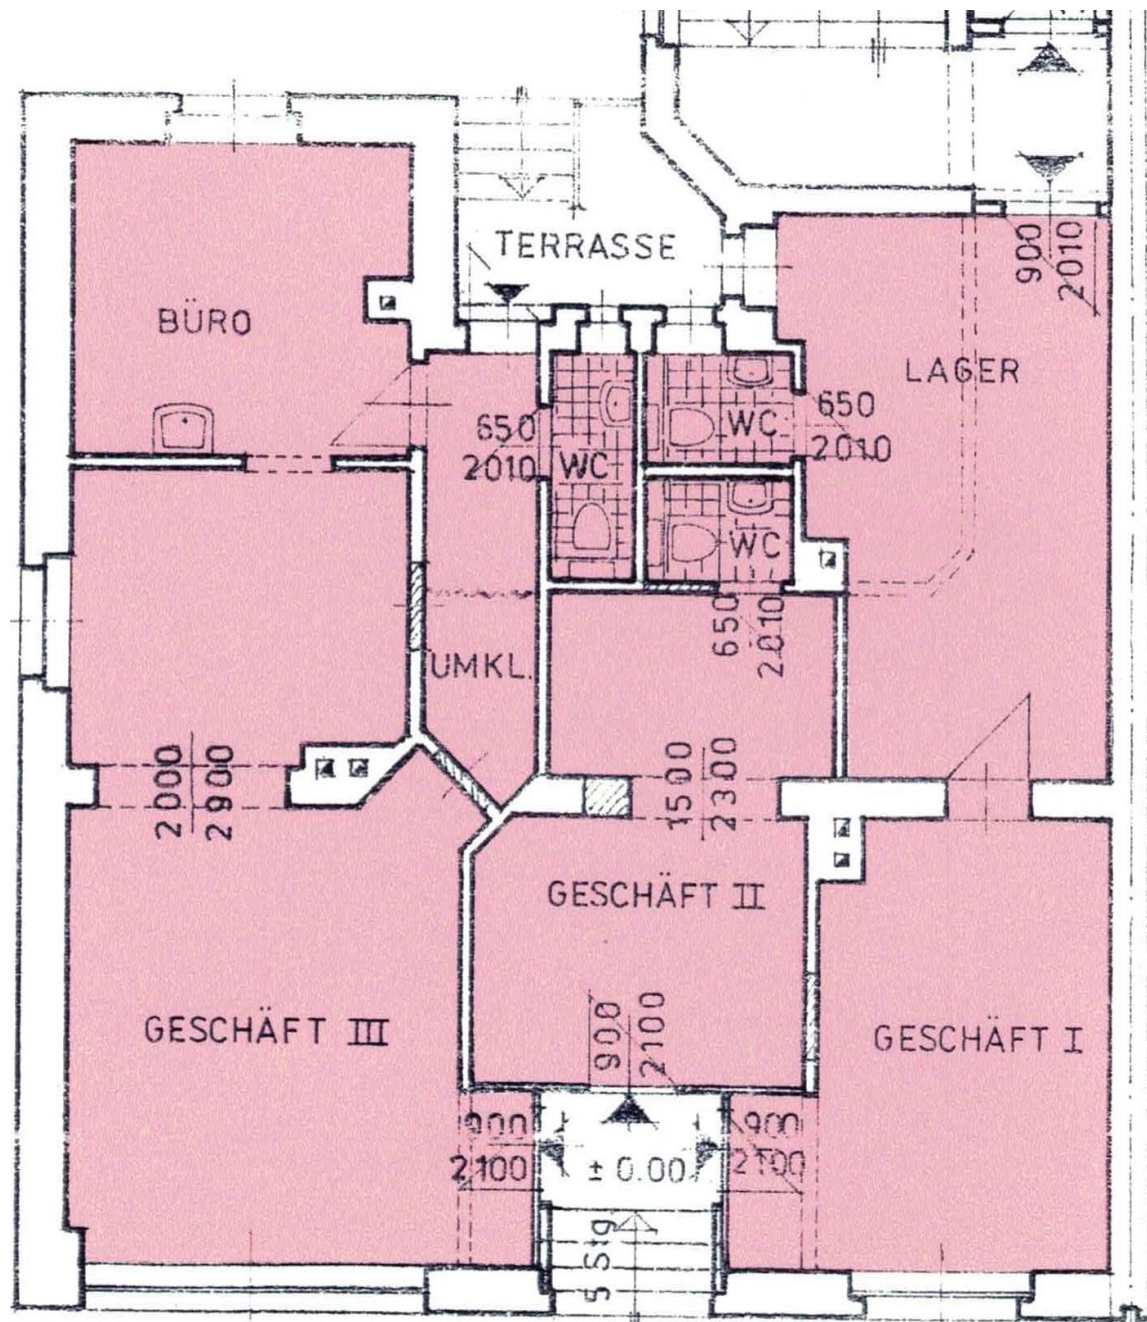 TERRASSE
900
2010
BÜRO
LAGER
650
2010
WC
WC
650
2010
WC
650
2010
UMKL.
2000
2900
1500
2300
GESCHÄFT II
GESCHÄFT III
900
2100
GESCHÄFT I
900
2100
± 0.00
900
2100
5 Stg.